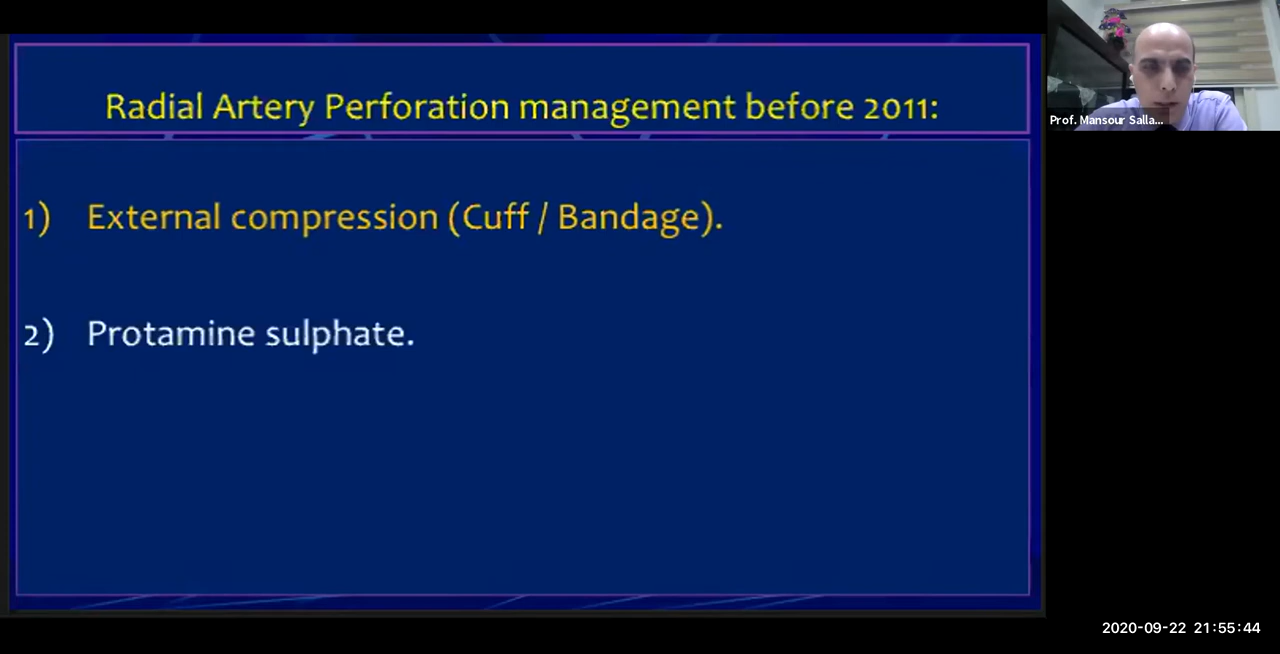 Radial Artery Perforation management before 2011:
1) External compression (Cuff / Bandage).
2) Protamine sulphate.
Prof. Mansour Salla...
2020-09-22 21:55:44